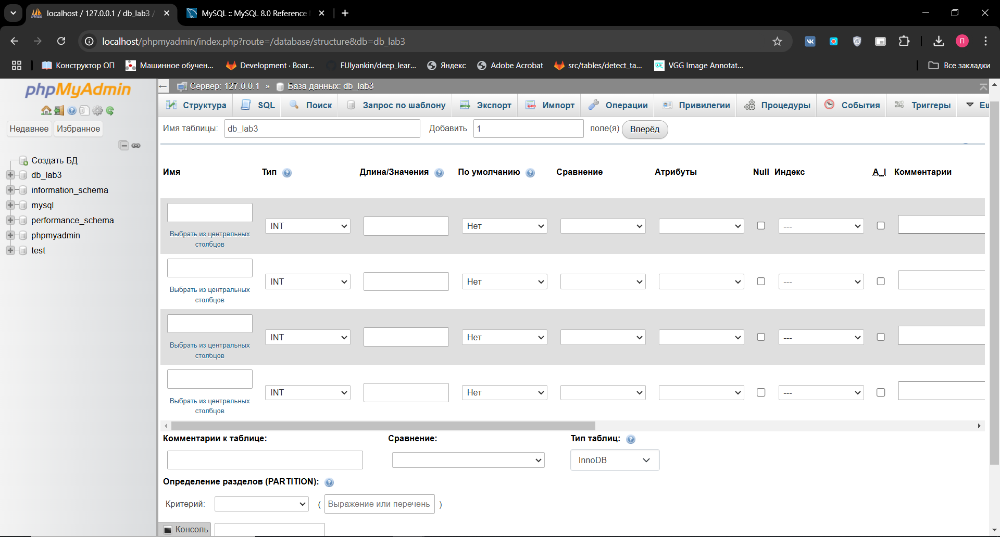 localhost / 127.0.0.1 / db_lab3 /
MySQL :: MySQL 8.0 Reference
localhost/phpmyadmin/index.php?route=/database/structure&db=db_lab3
П
Конструктор ОП
Машинное обучен...
Development · Boar...
FUlyankin/deep_lear...
Яндекс
Adobe Acrobat
src/tables/detect_ta...
VGG Image Annotat...
Все закладки
phpMyAdmin
Недавнее
Избранное
Создать БД
db_lab3
information_schema
mysql
performance_schema
phpmyadmin
test
Сервер: 127.0.0.1 » База данных: db_lab3
Структура
SQL
Поиск
Запрос по шаблону
Экспорт
Импорт
Операции
Привилегии
Процедуры
События
Триггеры
Имя таблицы: db_lab3 Добавить 1 поле(я) Вперёд
Имя Тип Длина/Значения По умолчанию Сравнение Атрибуты Null Индекс A_I Комментарии
INT Нет ---
Выбрать из центральных
столбцов
INT Нет ---
Выбрать из центральных
столбцов
INT Нет ---
Выбрать из центральных
столбцов
INT Нет ---
Выбрать из центральных
столбцов
Комментарии к таблице: Сравнение: Тип таблиц:
InnoDB
Определение разделов (PARTITION):
Критерий: ( Выражение или перечень )
Консоль